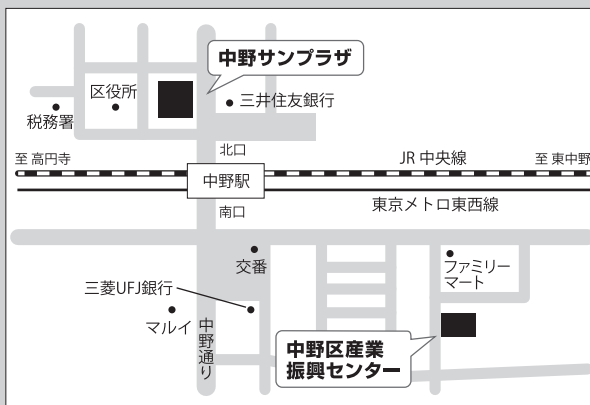 中野サンプラザ
区役所
三井住友銀行
税務署
北口
至 高円寺
JR 中央線
至 東中野
中野駅
東京メトロ東西線
南口
交番
ファミリー
マート
三菱UFJ銀行
マルイ
中野通り
中野区産業
振興センター